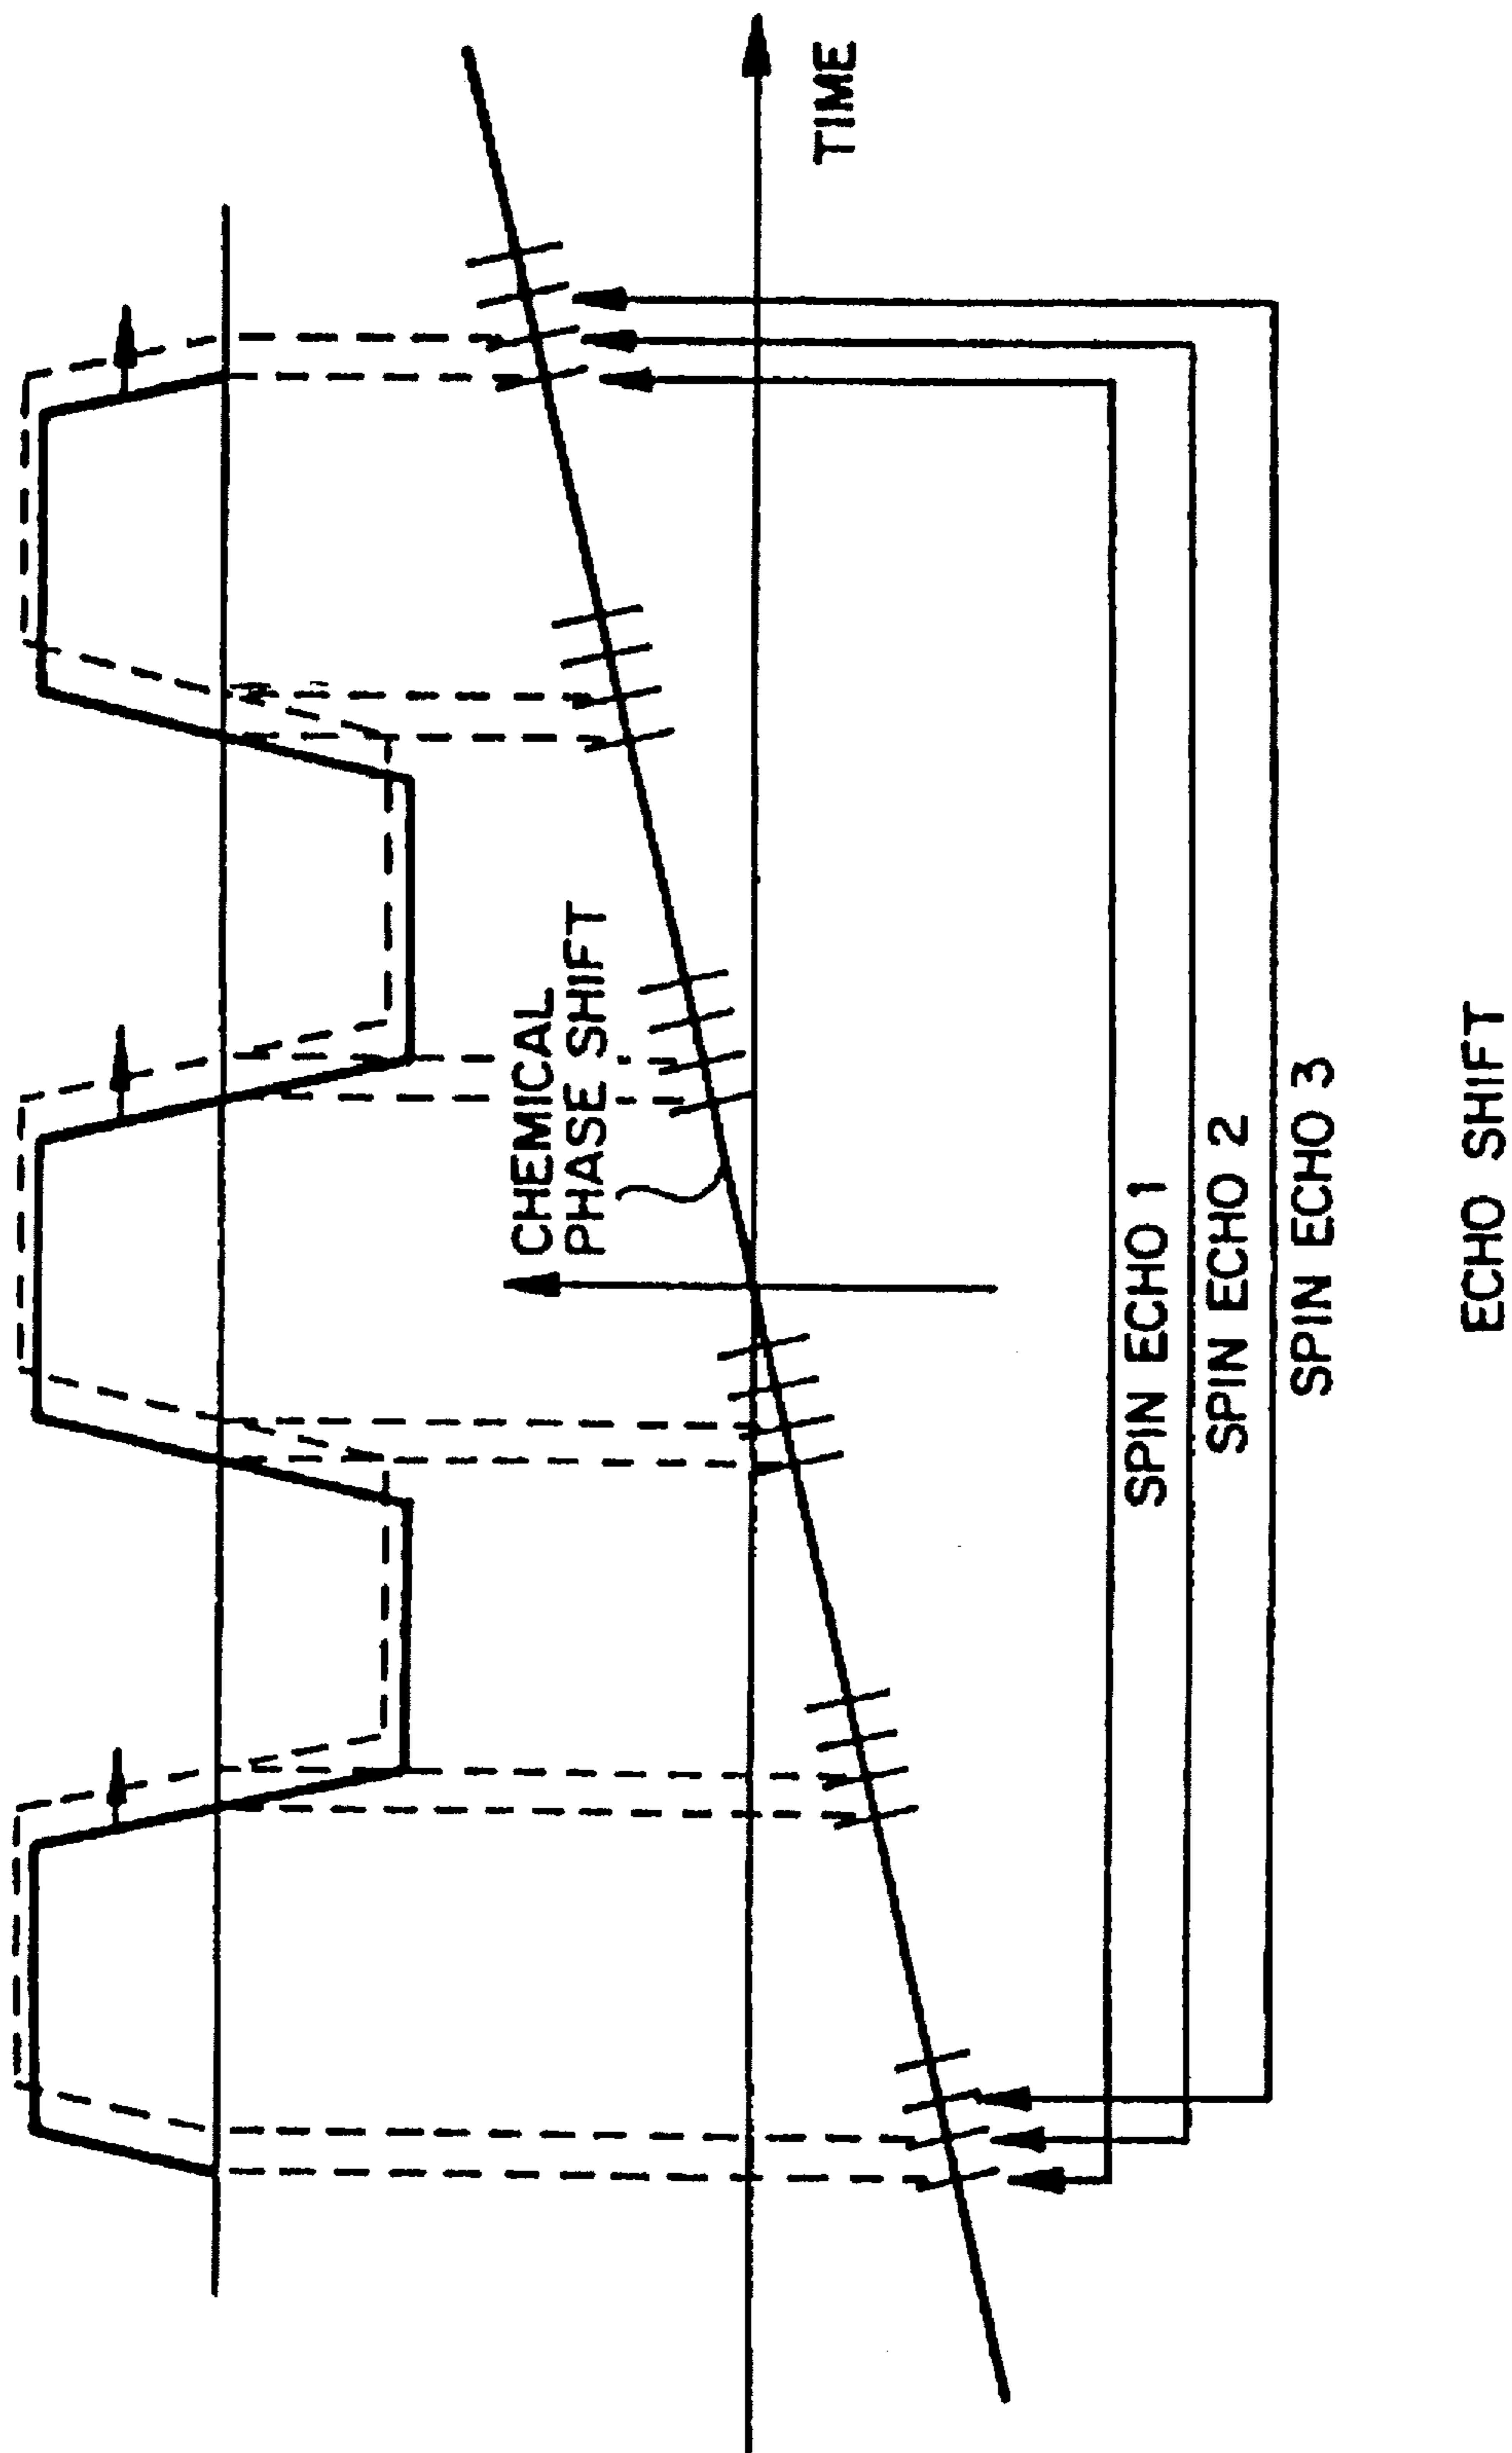 CHEMICAL
PHASE SHIFT
TIME
SPIN ECHO 1
SPIN ECHO 2
SPIN ECHO 3
ECHO SHIFT